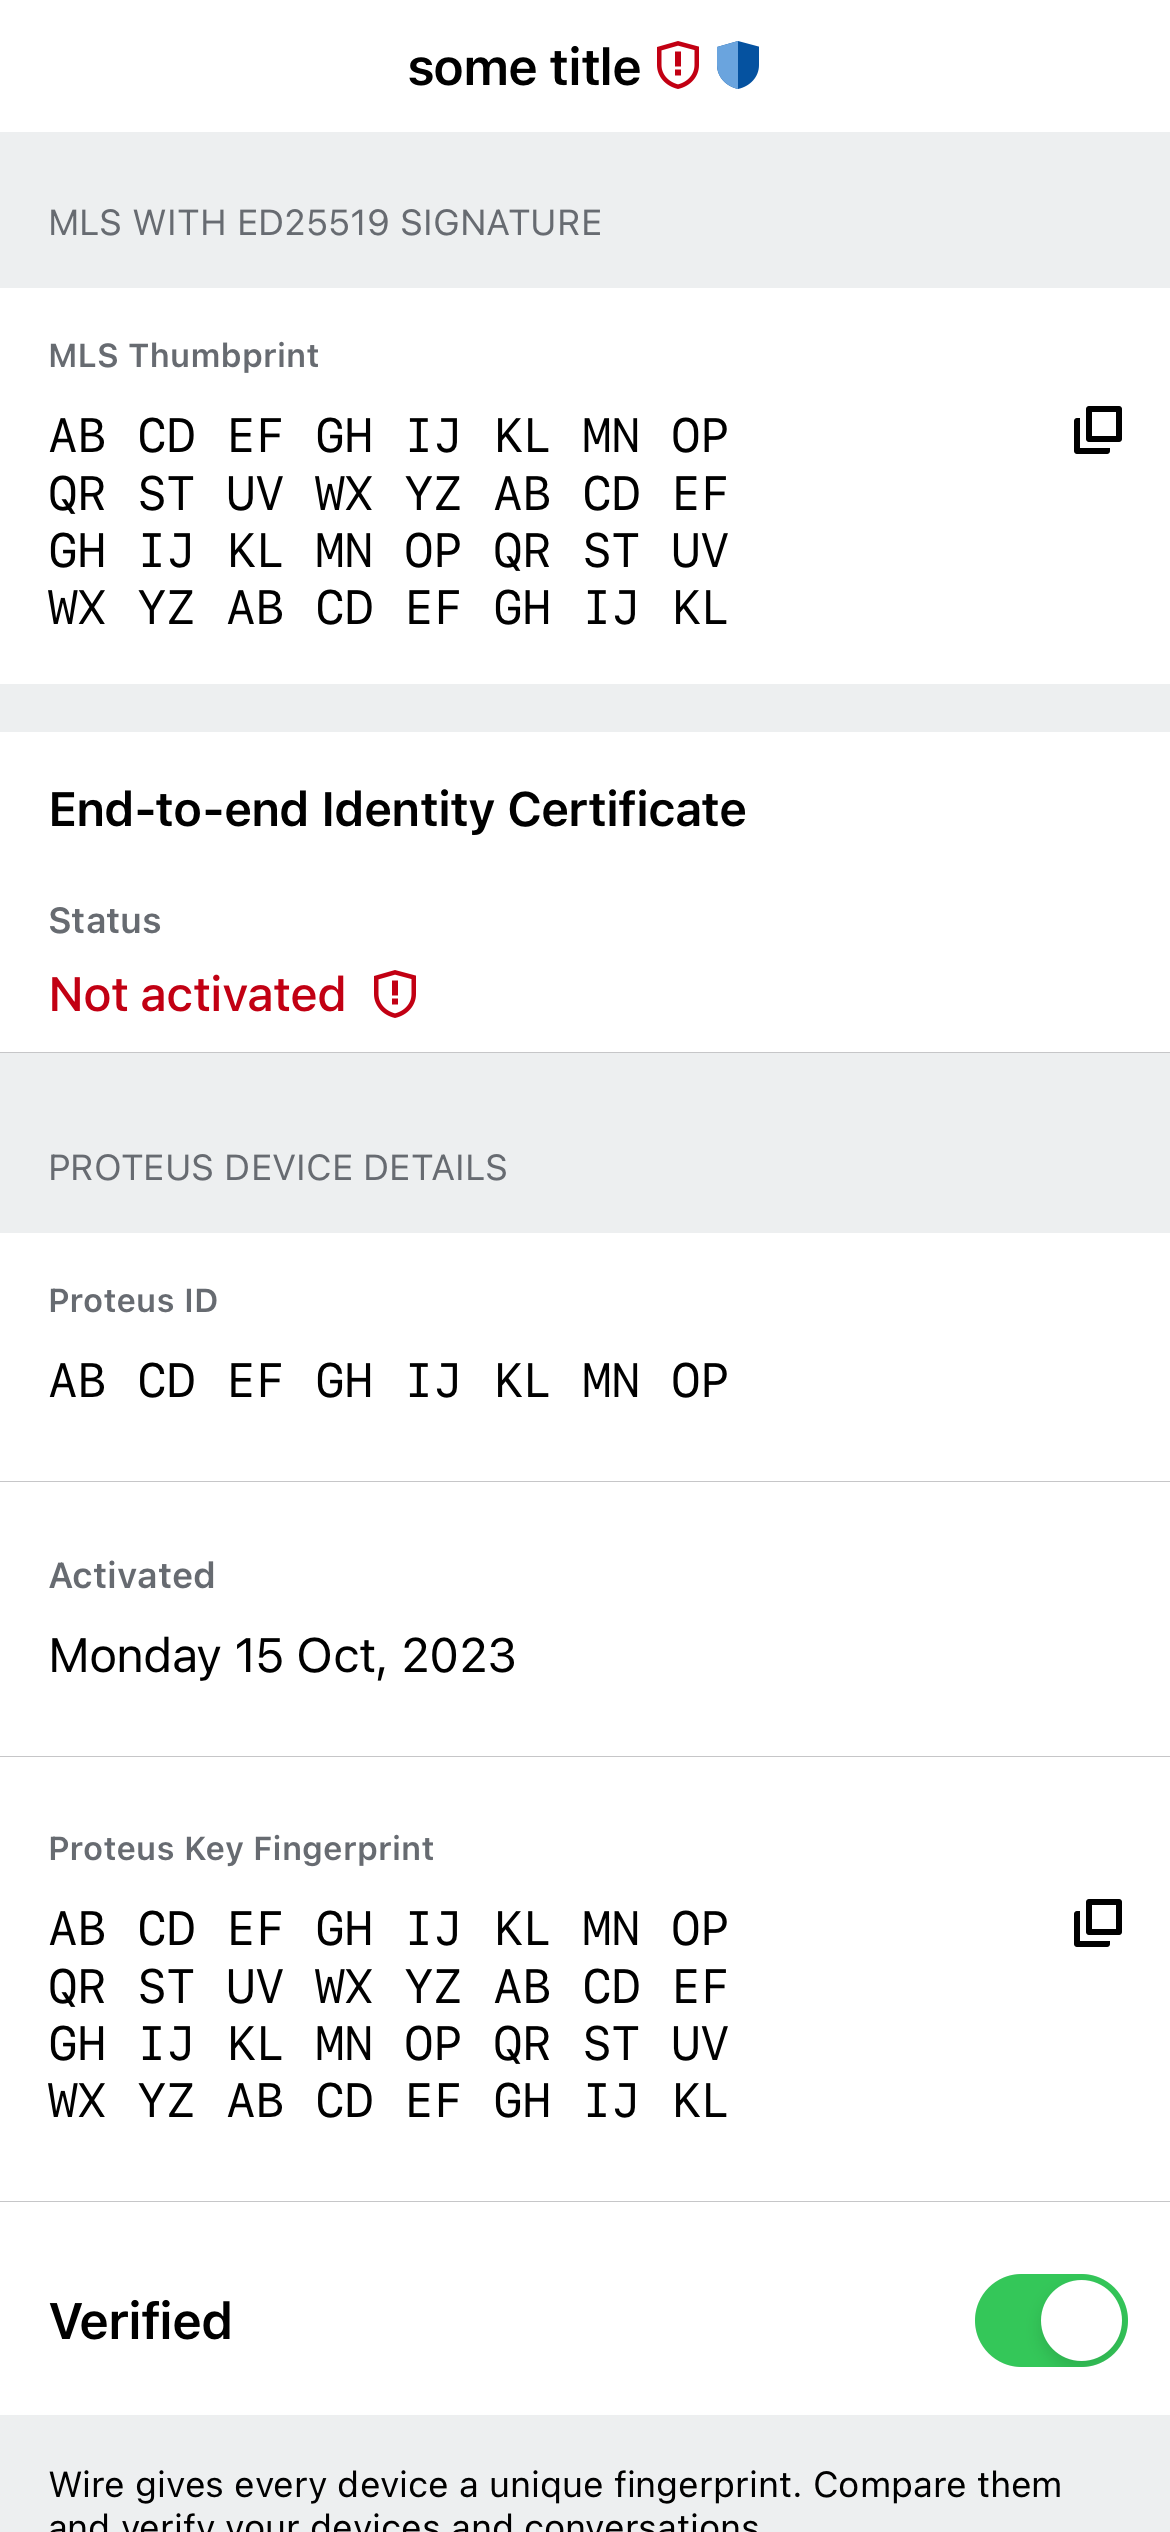 some title
MLS WITH ED25519 SIGNATURE
MLS Thumbprint
AB CD EF GH IJ KL MN OP
QR ST UV WX YZ AB CD EF
GH IJ KL MN OP QR ST UV
WX YZ AB CD EF GH IJ KL
End-to-end Identity Certificate
Status
Not activated
PROTEUS DEVICE DETAILS
Proteus ID
AB CD EF GH IJ KL MN OP
Activated
Monday 15 Oct, 2023
Proteus Key Fingerprint
AB CD EF GH IJ KL MN OP
QR ST UV WX YZ AB CD EF
GH IJ KL MN OP QR ST UV
WX YZ AB CD EF GH IJ KL
Verified
Wire gives every device a unique fingerprint. Compare them
and verify your devices and conversations.